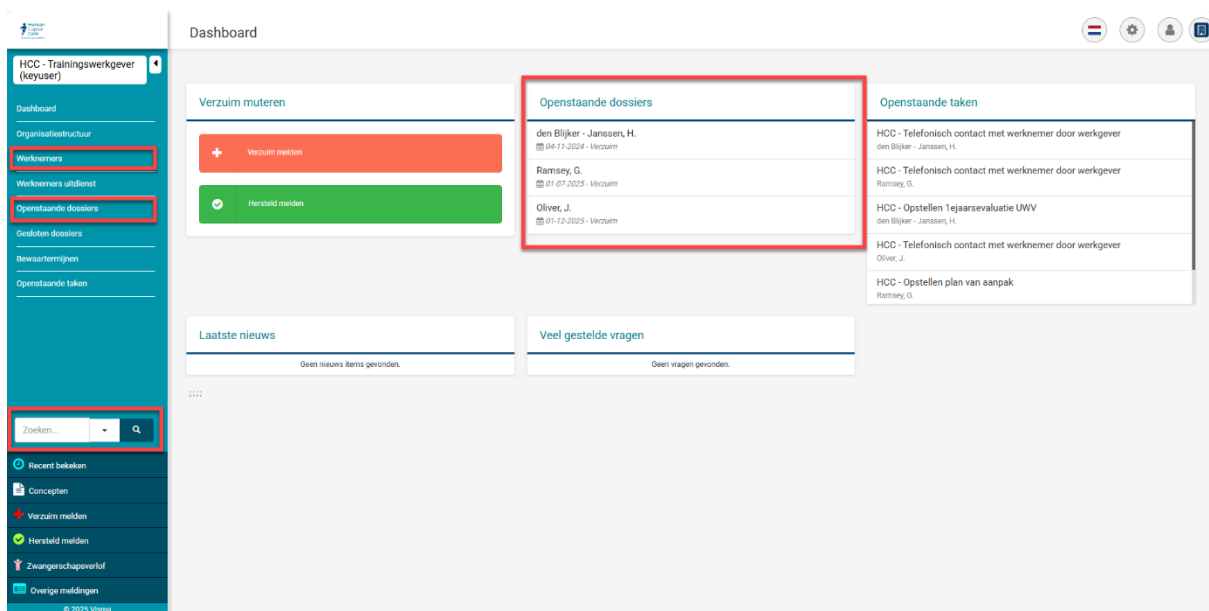 Human
Capital
Care
Dashboard
HCC - Trainingswerkgever
(keyuser)
Dashboard
Organisatiestructuur
Werknemers
Werknemers uitdienst
Openstaande dossiers
Gesloten dossiers
Bewaartermijnen
Openstaande taken
Zoeken...
Recent bekeken
Concepten
Verzuim melden
Hersteld melden
Zwangerschapsverlof
Overige meldingen
© 2025 Visma
Verzuim muteren
Verzuim melden
Hersteld melden
Openstaande dossiers
den Blijker - Janssen, H.
04-11-2024 - Verzuim
Ramsey, G.
01-07-2025 - Verzuim
Oliver, J.
01-12-2025 - Verzuim
Openstaande taken
HCC - Telefonisch contact met werknemer door werkgever
den Blijker - Janssen, H.
HCC - Telefonisch contact met werknemer door werkgever
Ramsey, G.
HCC - Opstellen 1ejaarsevaluatie UWV
den Blijker - Janssen, H.
HCC - Telefonisch contact met werknemer door werkgever
Oliver, J.
HCC - Opstellen plan van aanpak
Ramsey, G.
Laatste nieuws
Geen nieuws items gevonden.
Veel gestelde vragen
Geen vragen gevonden.
;;;;